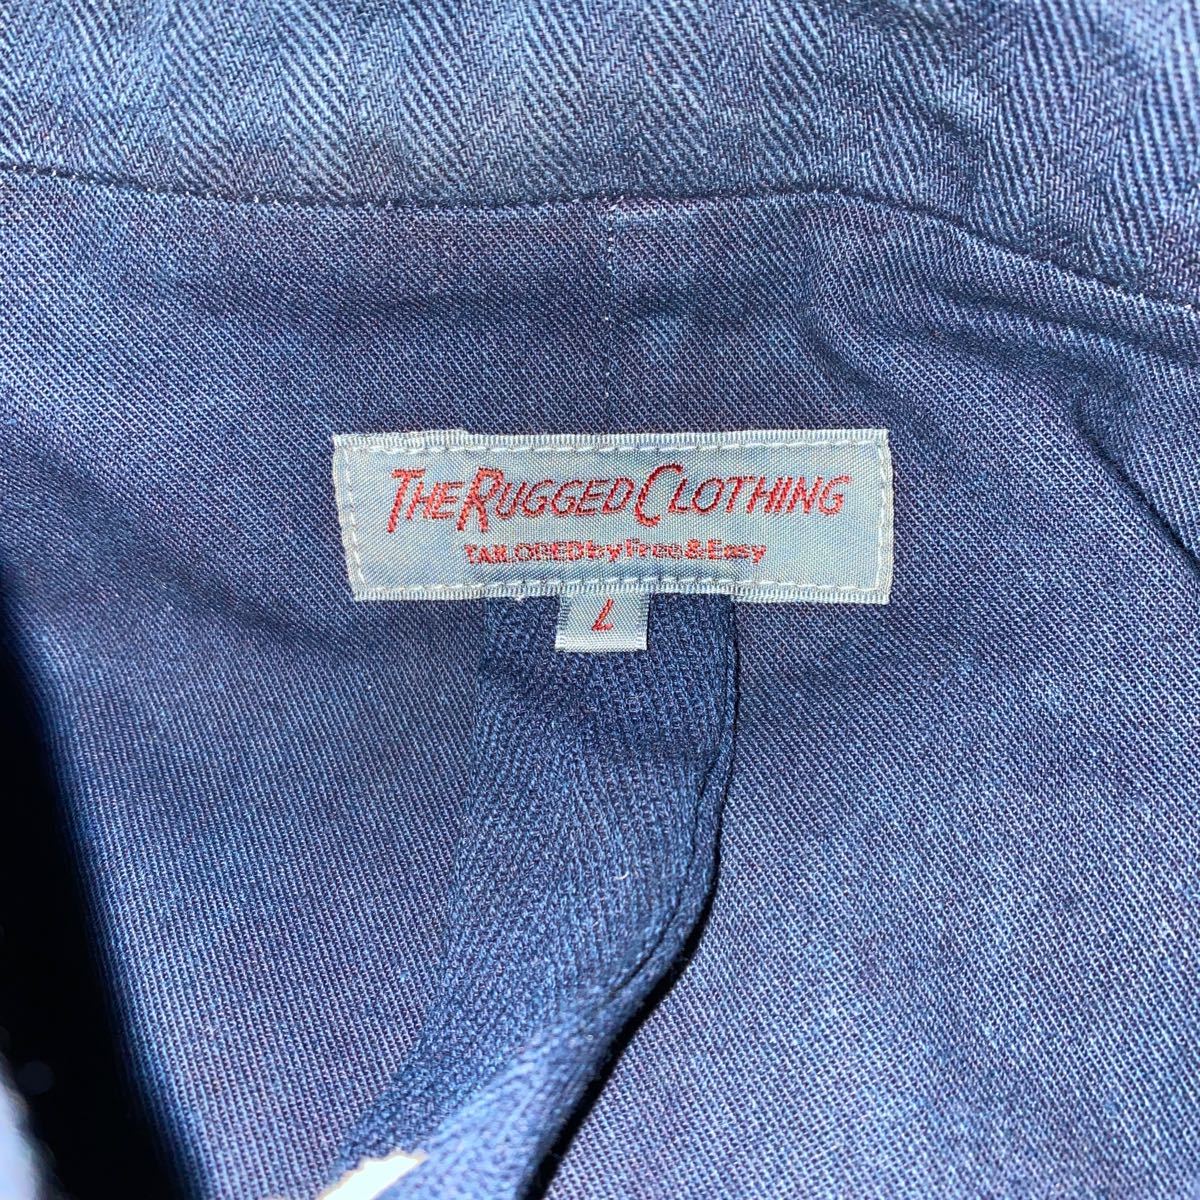 THE RUGGED CLOTHING
TAILORED by Free & Easy
L